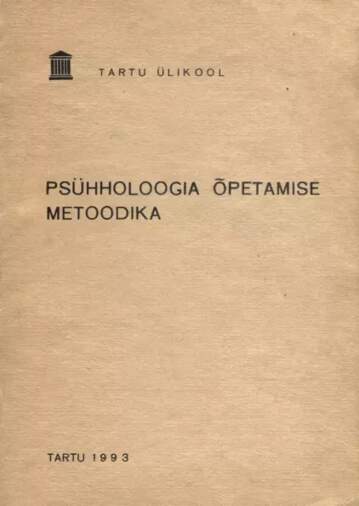 TARTU ÜLIKOOL
PSÜHHOLOOGIA ÕPETAMISE
METOODIKA
TARTU 1993